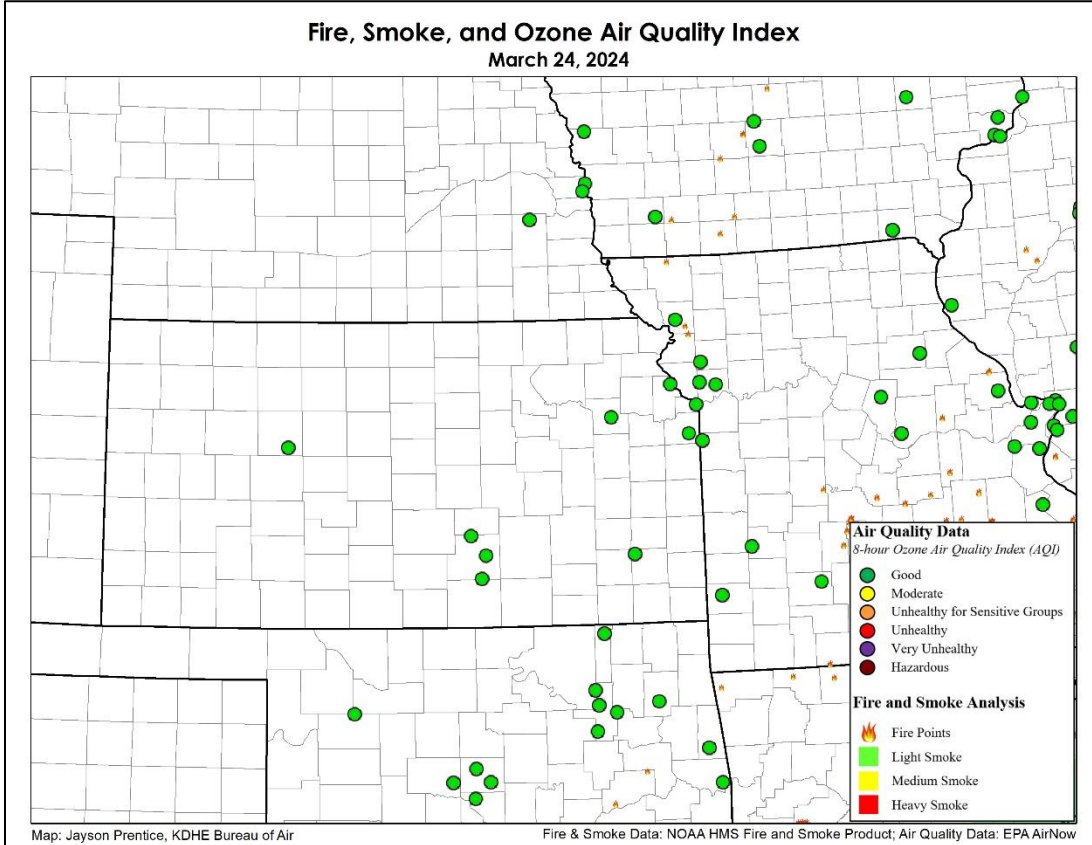 Fire, Smoke, and Ozone Air Quality Index
March 24, 2024
Air Quality Data
8-hour Ozone Air Quality Index (AQI)
Good
Moderate
Unhealthy for Sensitive Groups
Unhealthy
Very Unhealthy
Hazardous
Fire and Smoke Analysis
Fire Points
Light Smoke
Medium Smoke
Heavy Smoke
Map: Jayson Prentice, KDHE Bureau of Air
Fire & Smoke Data: NOAA HMS Fire and Smoke Product; Air Quality Data: EPA AirNow